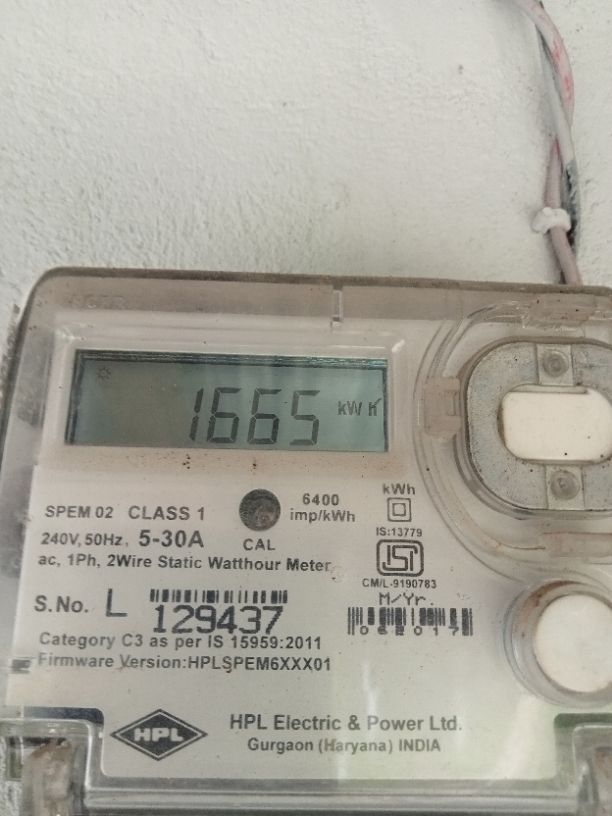 1665 kWh
SPEM 02 CLASS 1
6400 imp/kWh
kWh
240V, 50Hz, 5-30A
CAL
IS:13779
ac, 1Ph, 2Wire Static Watthour Meter
ISI
CM/L-9190783
M/Yr.
S.No. L 129437
062017
Category C3 as per IS 15959:2011
Firmware Version:HPLSPEM6XXX01
HPL
HPL Electric & Power Ltd.
Gurgaon (Haryana) INDIA